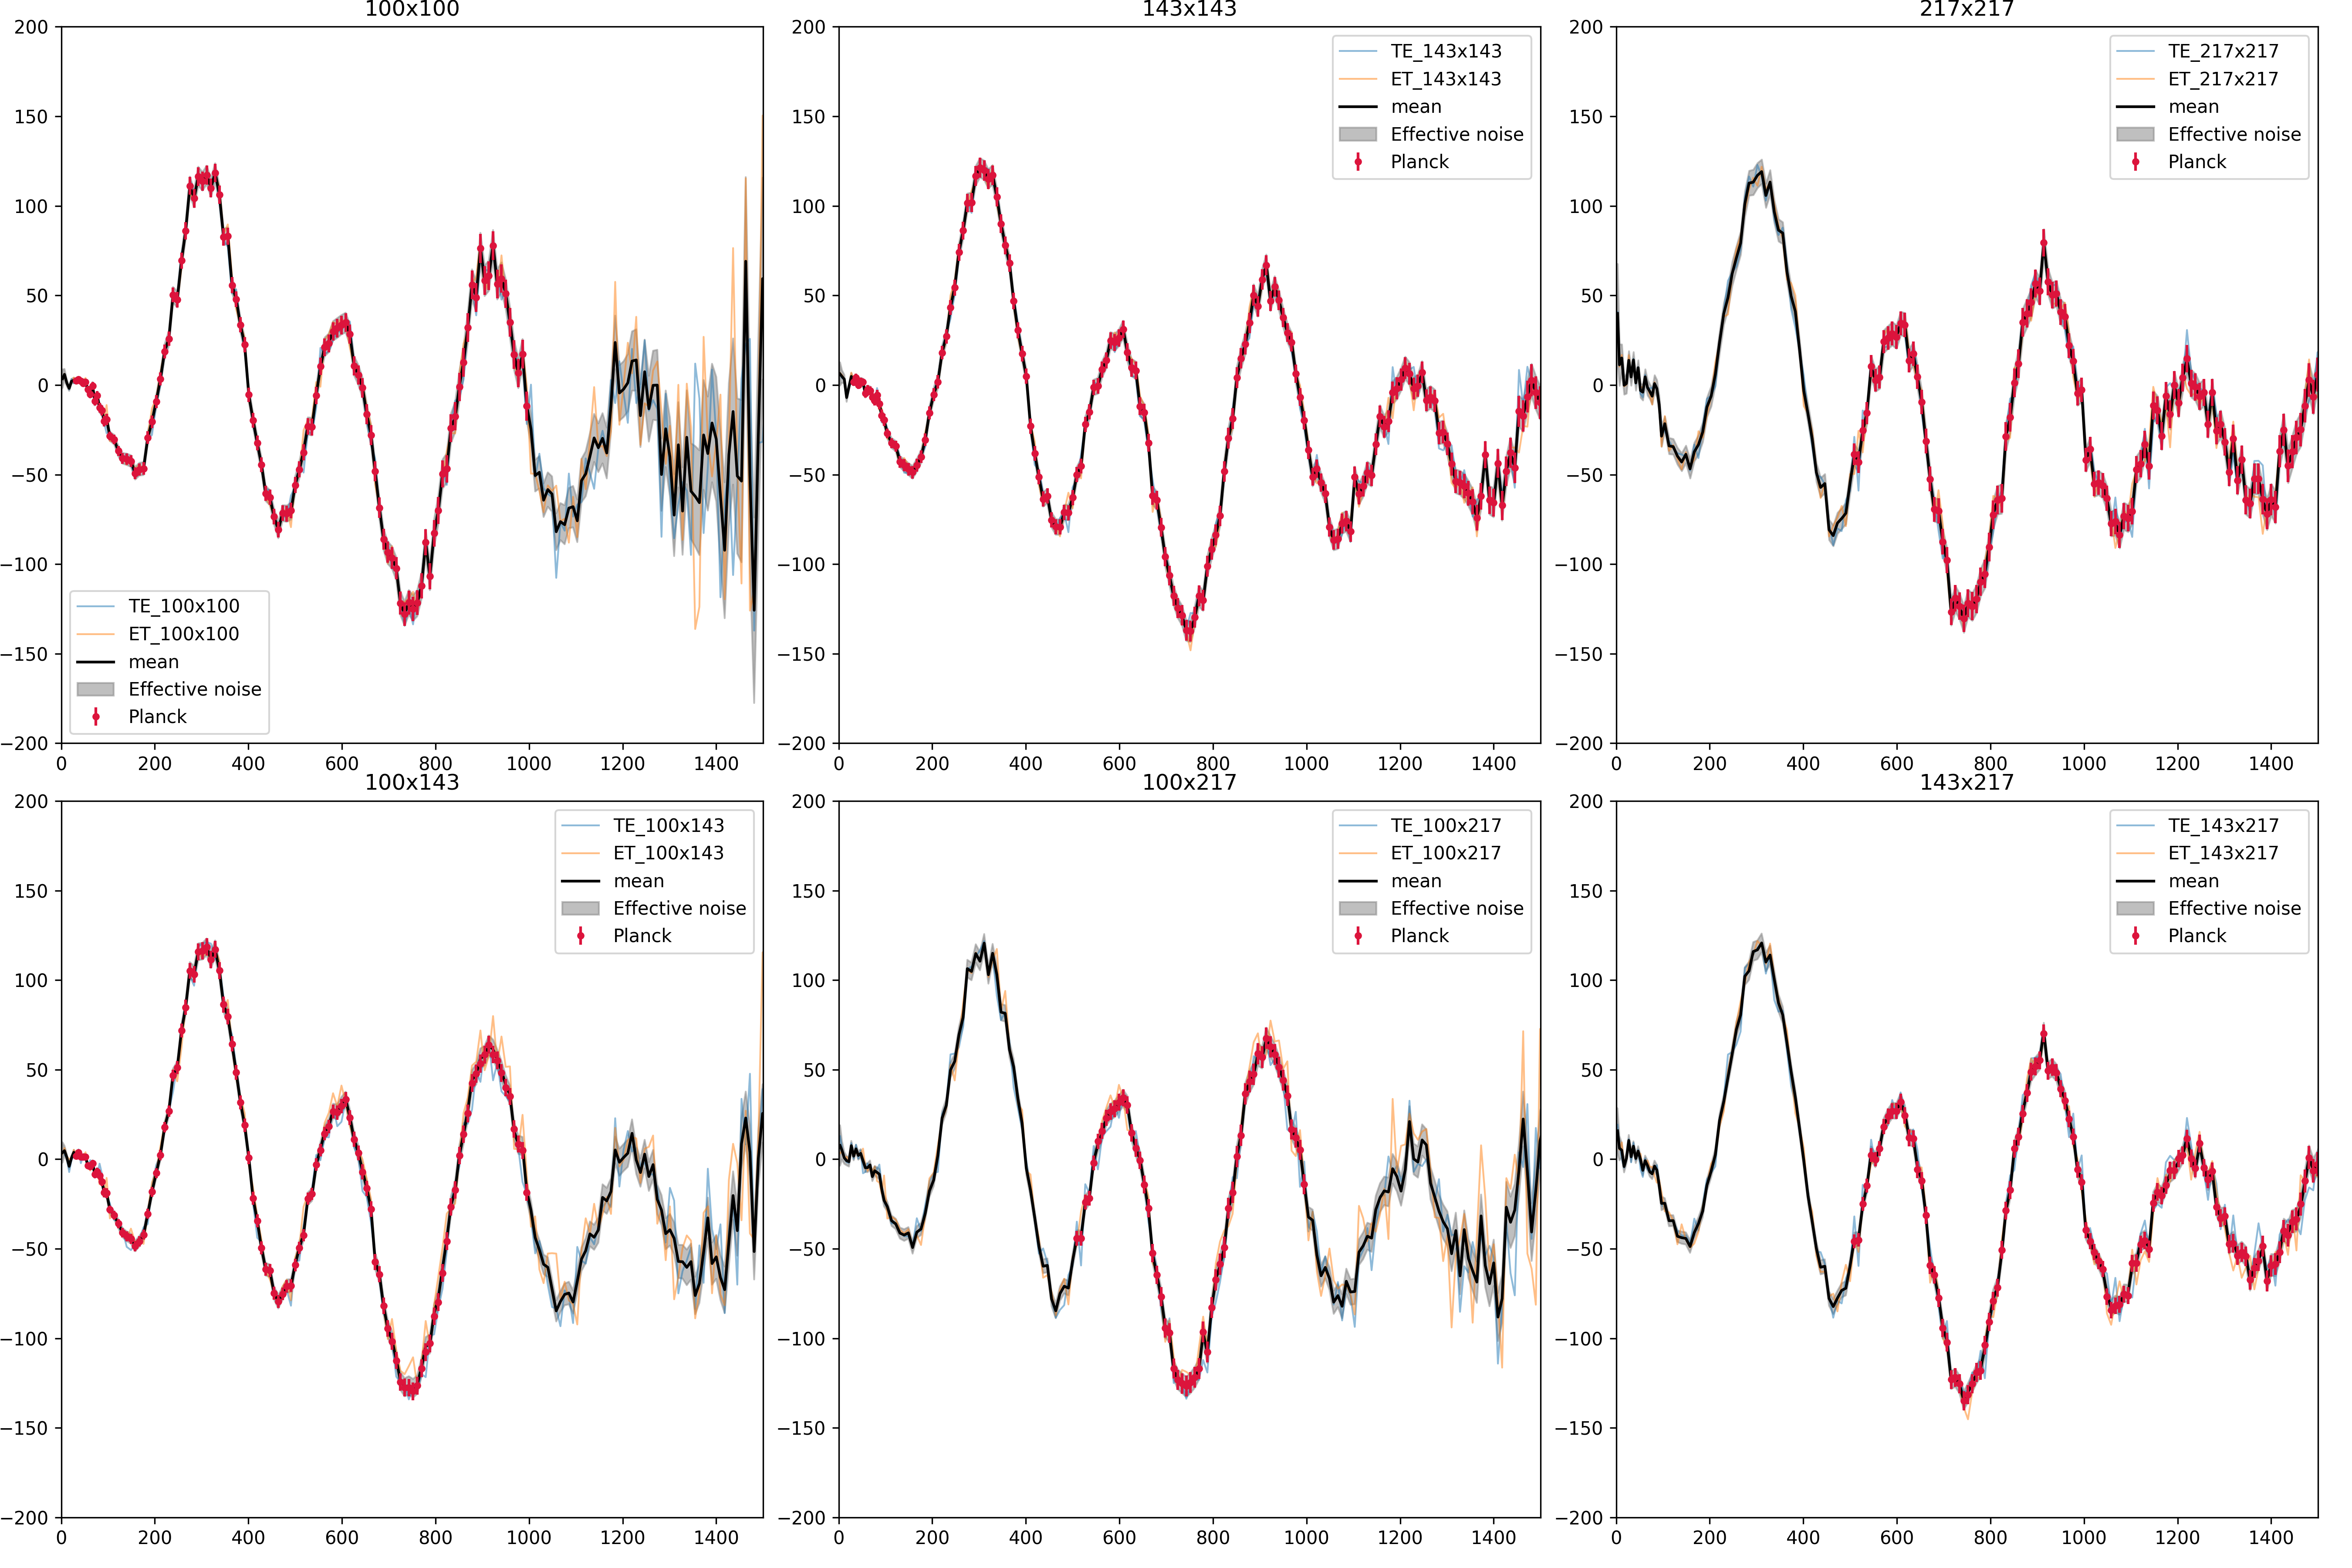 100x100
143x143
217x217
200
150
100
50
0
−50
−100
−150
−200
0 200 400 600 800 1000 1200 1400
TE_100x100
ET_100x100
mean
Effective noise
Planck
200
150
100
50
0
−50
−100
−150
−200
0 200 400 600 800 1000 1200 1400
TE_143x143
ET_143x143
mean
Effective noise
Planck
200
150
100
50
0
−50
−100
−150
−200
0 200 400 600 800 1000 1200 1400
TE_217x217
ET_217x217
mean
Effective noise
Planck
100x143
100x217
143x217
200
150
100
50
0
−50
−100
−150
−200
0 200 400 600 800 1000 1200 1400
TE_100x143
ET_100x143
mean
Effective noise
Planck
200
150
100
50
0
−50
−100
−150
−200
0 200 400 600 800 1000 1200 1400
TE_100x217
ET_100x217
mean
Effective noise
Planck
200
150
100
50
0
−50
−100
−150
−200
0 200 400 600 800 1000 1200 1400
TE_143x217
ET_143x217
mean
Effective noise
Planck